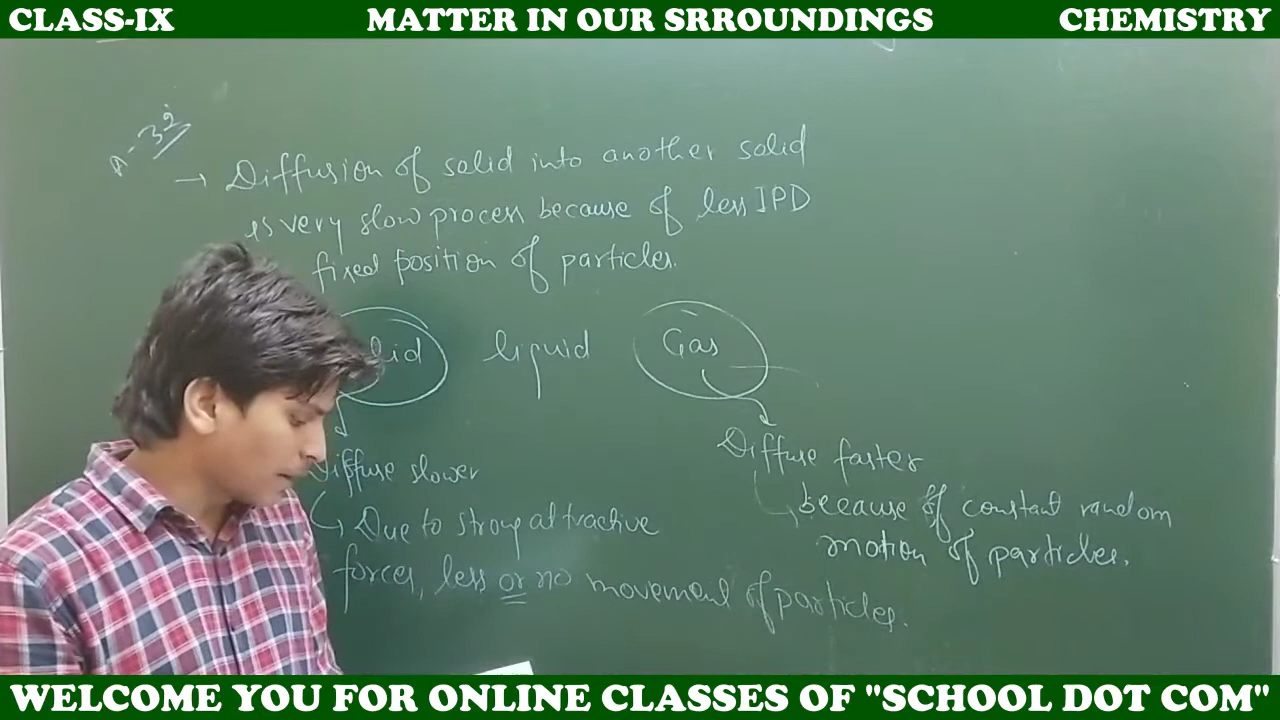 CLASS-IX MATTER IN OUR SRROUNDINGS CHEMISTRY
→ Diffusion of solid into another solid
is very slow process because of less IPD
fixed position of particles.
lid liquid Gas
Diffuse slower
Due to strong attractive
forces, less or no movement of particles.
Diffuse faster
because of constant random
motion of particles.
WELCOME YOU FOR ONLINE CLASSES OF "SCHOOL DOT COM"